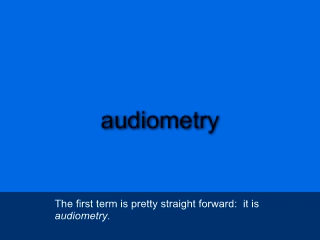 audiometry
The first term is pretty straight forward:  it is
audiometry.